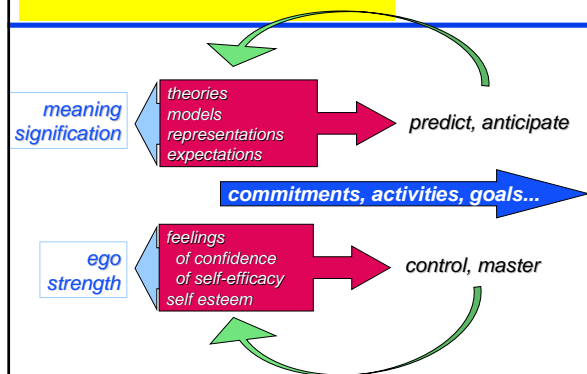 meaning
signification
theories
models
representations
expectations
predict, anticipate
commitments, activities, goals...
ego
strength
feelings
of confidence
of self-efficacy
self esteem
control, master